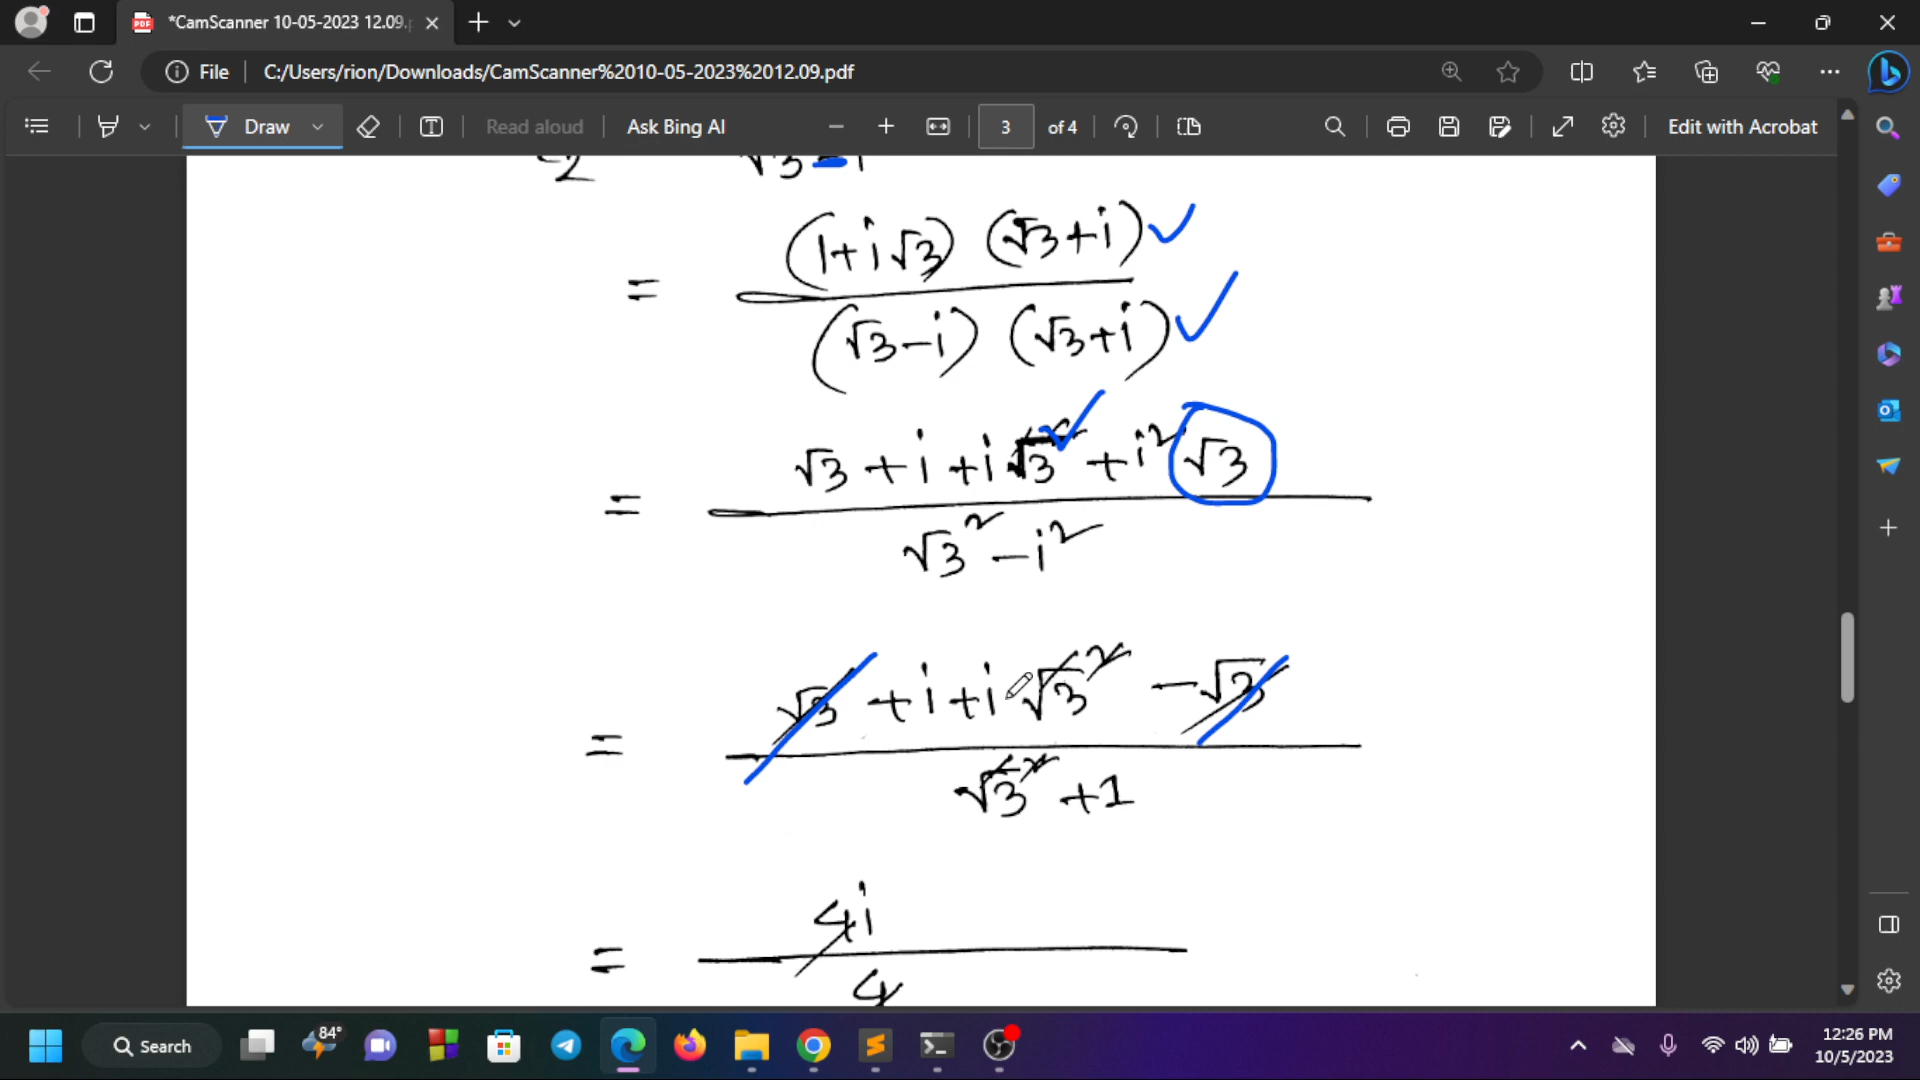 *CamScanner 10-05-2023 12.09.p
File C:/Users/rion/Downloads/CamScanner%2010-05-2023%2012.09.pdf
Draw Read aloud Ask Bing AI 3 of 4 Edit with Acrobat
-2 √3-i
(1+i√3) (√3+i)
=
(√3-i) (√3+i)
√3 + i + i√3² + i²√3
=
√3² - i²
√3 + i + i√3² - √3
=
√3² + 1
4i
=
4
84°
Search
12:26 PM
10/5/2023